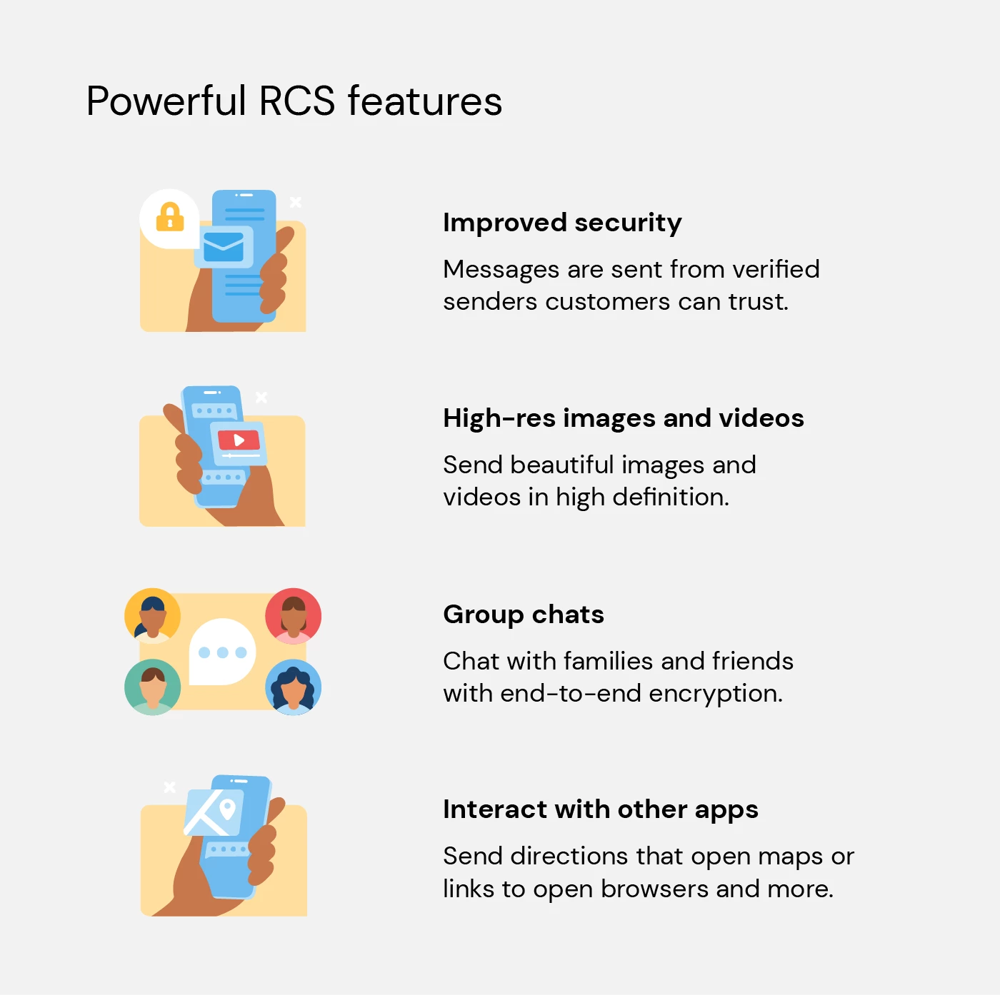 Powerful RCS features
Improved security
Messages are sent from verified
senders customers can trust.
High-res images and videos
Send beautiful images and
videos in high definition.
Group chats
Chat with families and friends
with end-to-end encryption.
Interact with other apps
Send directions that open maps or
links to open browsers and more.